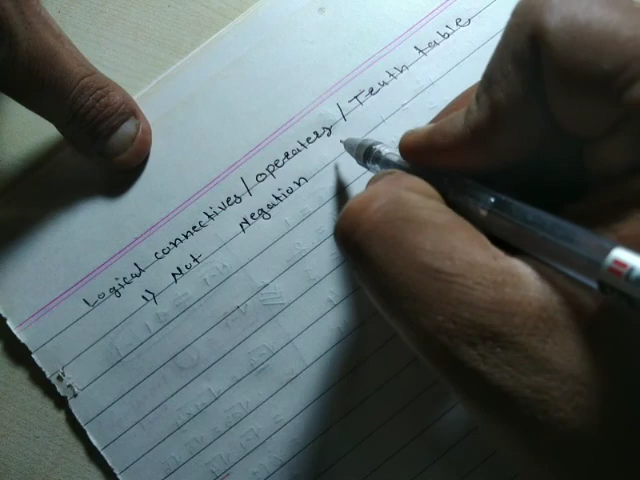 Logical connectives/operators/Truth table
1) Not Negation